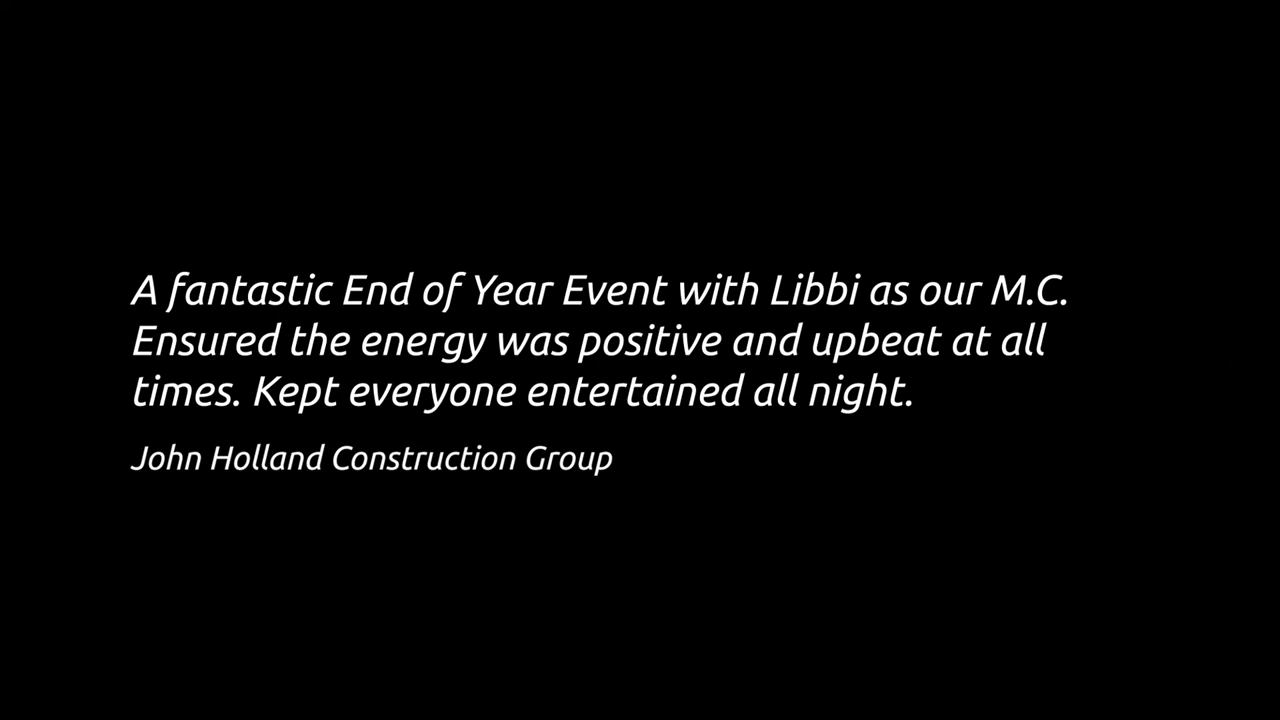 A fantastic End of Year Event with Libbi as our M.C.
Ensured the energy was positive and upbeat at all
times. Kept everyone entertained all night.
John Holland Construction Group